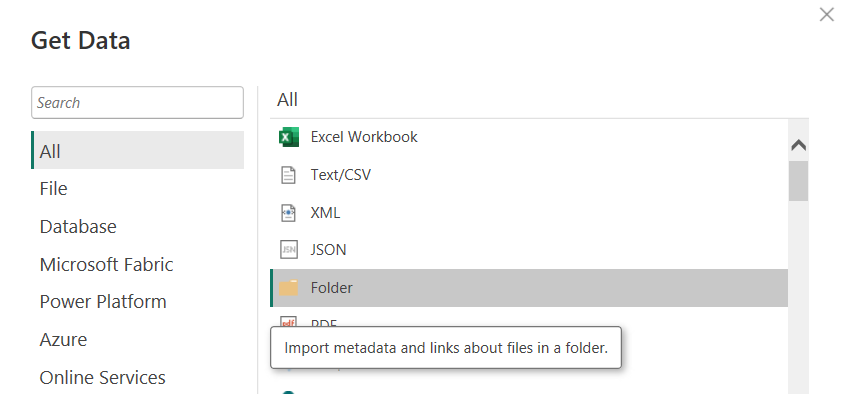 Get Data
Search
All
File
Database
Microsoft Fabric
Power Platform
Azure
Online Services
All
Excel Workbook
Text/CSV
XML
JSON
Folder
PDF
Import metadata and links about files in a folder.